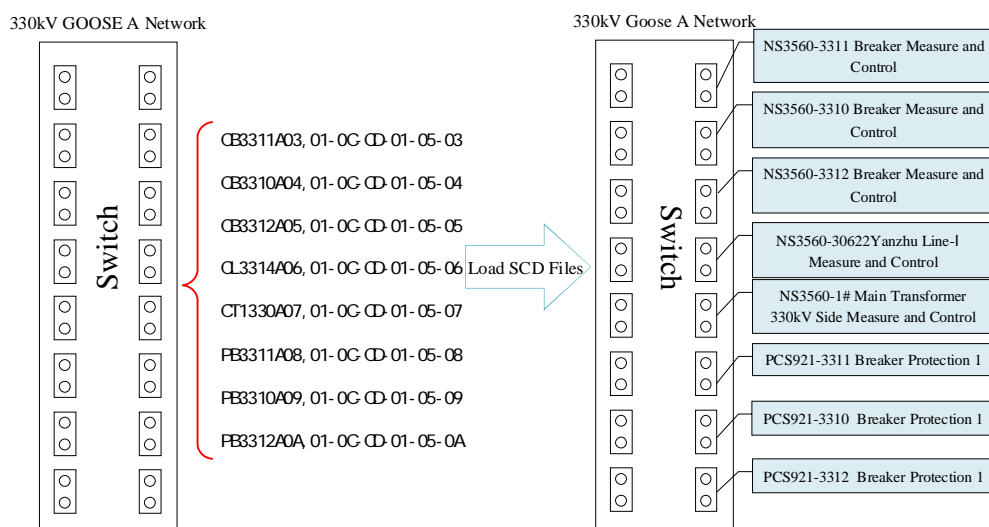 330kV GOOSE A Network
Switch
CB3311A03, 01-0C-CD-01-05-03
CB3310A04, 01-0C-CD-01-05-04
CB3312A05, 01-0C-CD-01-05-05
CL3314A06, 01-0C-CD-01-05-06
CT1330A07, 01-0C-CD-01-05-07
PB3311A08, 01-0C-CD-01-05-08
PB3310A09, 01-0C-CD-01-05-09
PB3312A0A, 01-0C-CD-01-05-0A
Load SCD Files
330kV Goose A Network
Switch
NS3560-3311 Breaker Measure and
Control
NS3560-3310 Breaker Measure and
Control
NS3560-3312 Breaker Measure and
Control
NS3560-30622Yanzhu Line-Ⅰ
Measure and Control
NS3560-1# Main Transformer
330kV Side Measure and Control
PCS921-3311 Breaker Protection 1
PCS921-3310 Breaker Protection 1
PCS921-3312 Breaker Protection 1